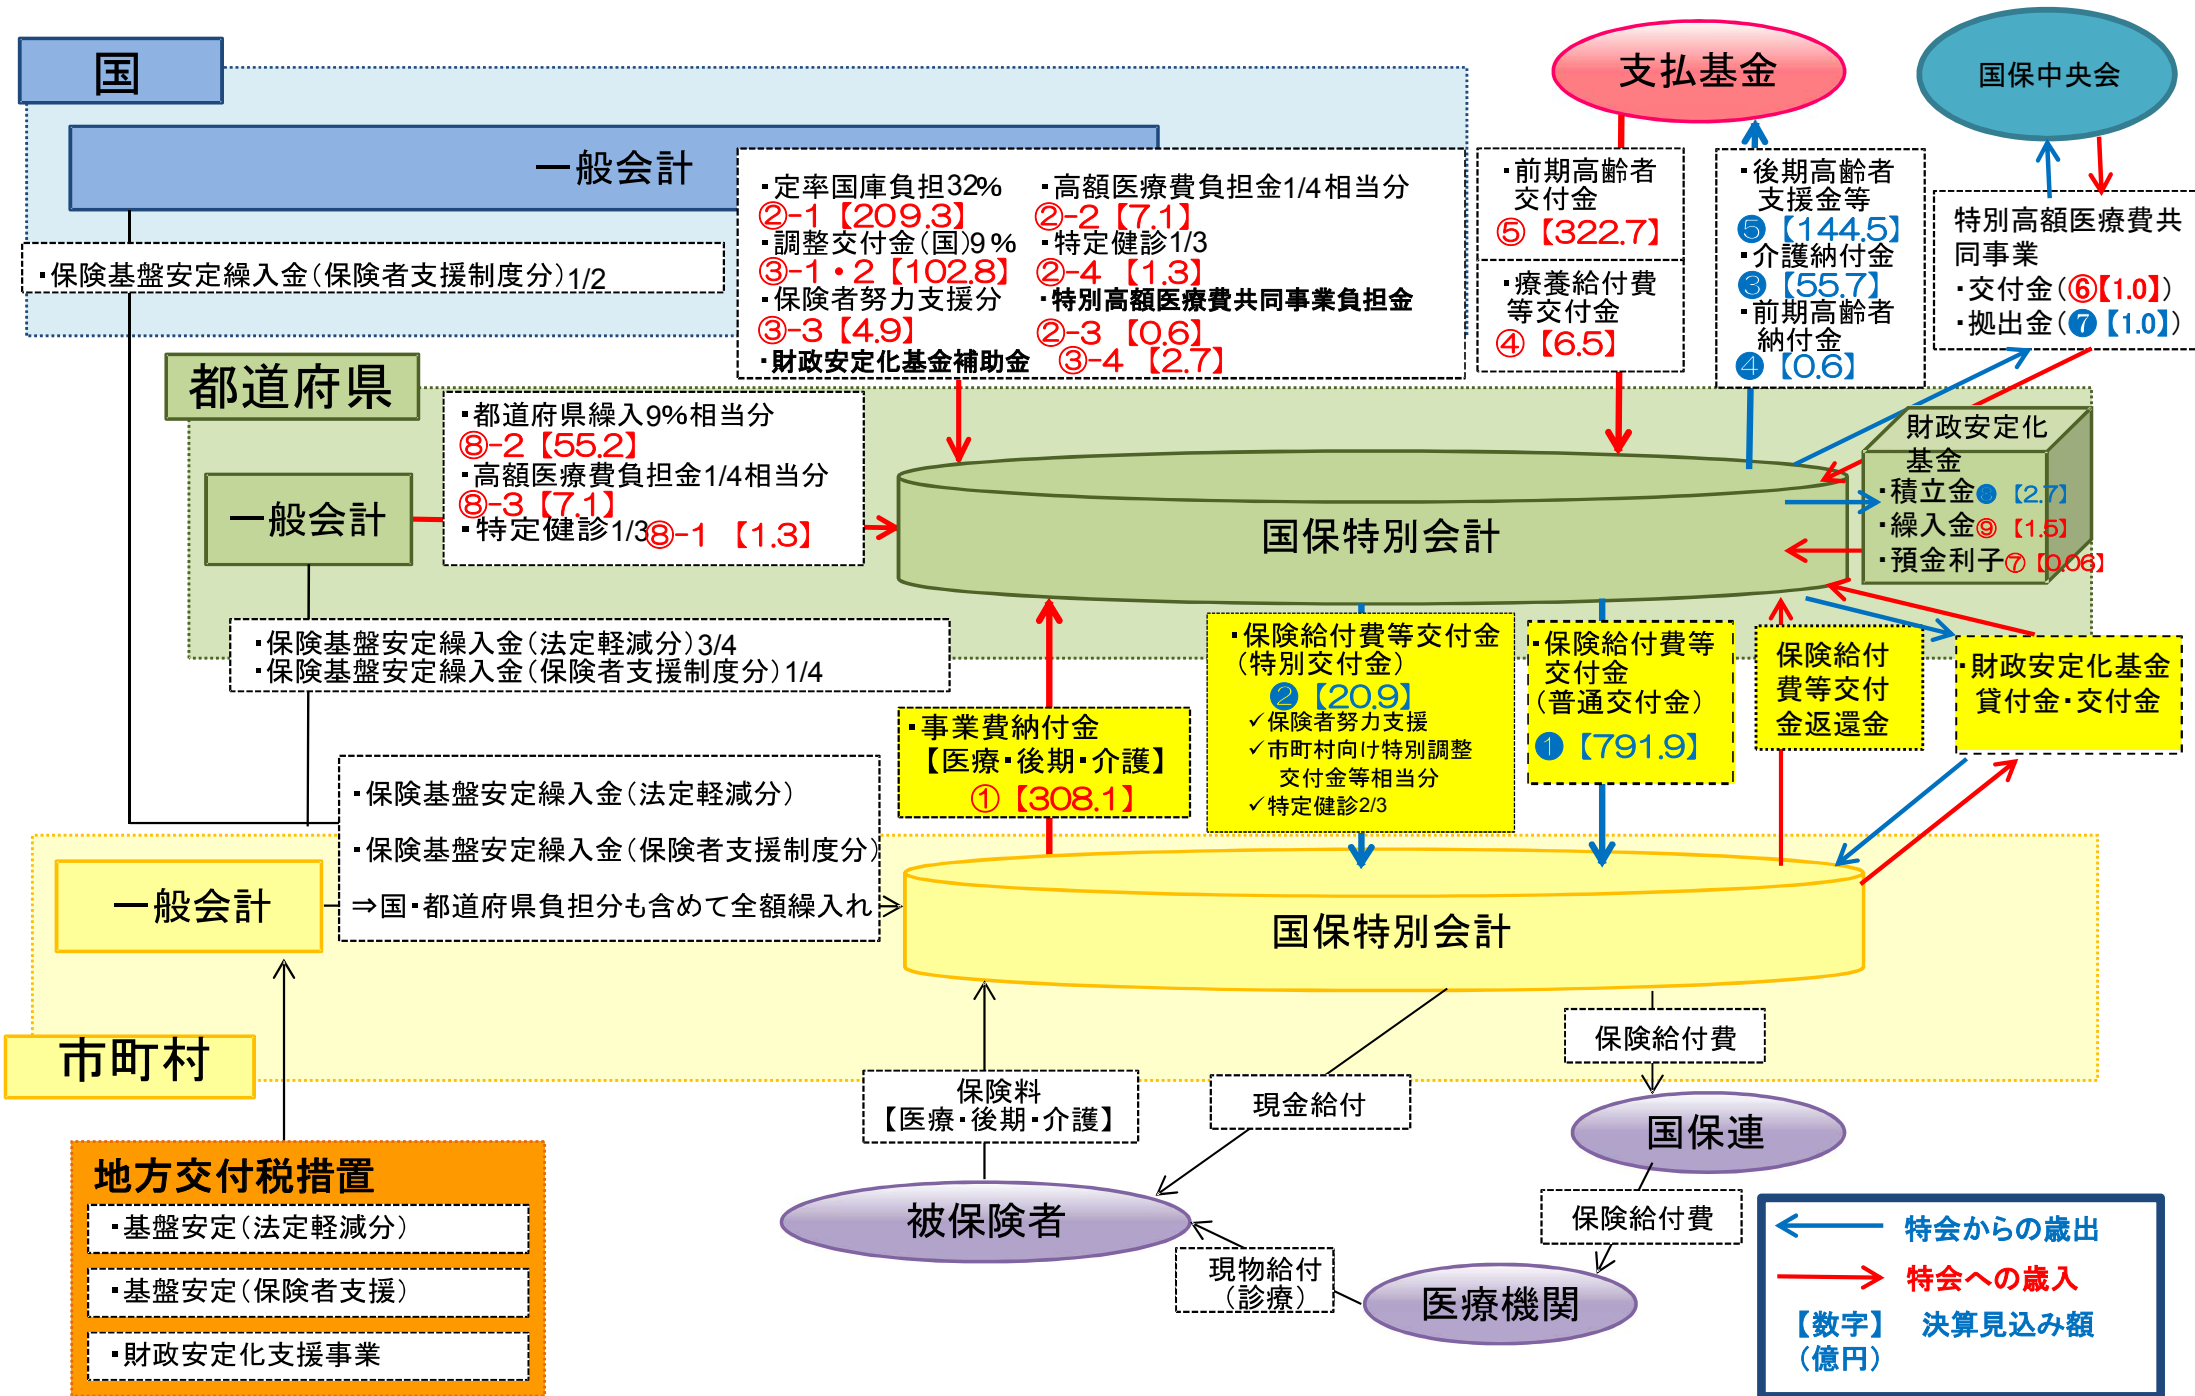 国
一般会計
・保険基盤安定繰入金（保険者支援制度分）1/2
・定率国庫負担32%
②-1【209.3】
・調整交付金（国）9%
③-1・2【102.8】
・保険者努力支援分
③-3【4.9】
・財政安定化基金補助金
・高額医療費負担金1/4相当分
②-2【7.1】
・特定健診1/3
②-4 【1.3】
・特別高額医療費共同事業負担金
②-3 【0.6】
③-4 【2.7】
支払基金
・前期高齢者
交付金
⑤【322.7】
・療養給付費
等交付金
④【6.5】
・後期高齢者
支援金等
❺【144.5】
・介護納付金
❸【55.7】
・前期高齢者
納付金
❹【0.6】
国保中央会
特別高額医療費共
同事業
・交付金（⑥【1.0】）
・拠出金（❼【1.0】）
都道府県
一般会計
・都道府県繰入9%相当分
⑧-2【55.2】
・高額医療費負担金1/4相当分
⑧-3【7.1】
・特定健診1/3⑧-1 【1.3】
国保特別会計
財政安定化
基金
・積立金❽【2.7】
・繰入金⑨【1.5】
・預金利子⑦【0.06】
・保険基盤安定繰入金（法定軽減分）3/4
・保険基盤安定繰入金（保険者支援制度分）1/4
・事業費納付金
【医療・後期・介護】
①【308.1】
・保険給付費等交付金
（特別交付金）
❷【20.9】
✓保険者努力支援
✓市町村向け特別調整
交付金等相当分
✓特定健診2/3
・保険給付費等
交付金
（普通交付金）
❶【791.9】
保険給付
費等交付
金返還金
・財政安定化基金
貸付金・交付金
・保険基盤安定繰入金（法定軽減分）
・保険基盤安定繰入金（保険者支援制度分）
⇒国・都道府県負担分も含めて全額繰入れ
一般会計
国保特別会計
市町村
保険料
【医療・後期・介護】
現金給付
保険給付費
国保連
保険給付費
被保険者
現物給付
（診療）
医療機関
地方交付税措置
・基盤安定（法定軽減分）
・基盤安定（保険者支援）
・財政安定化支援事業
特会からの歳出
特会への歳入
【数字】 決算見込み額
（億円）